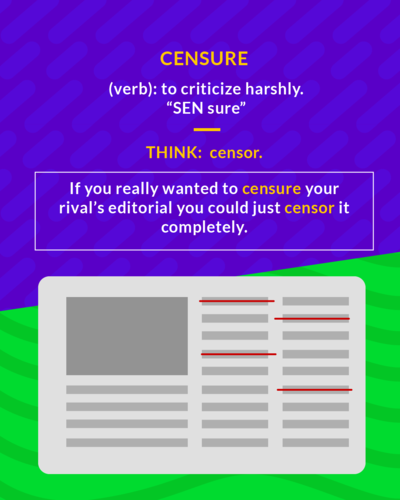 CENSURE
(verb): to criticize harshly.
“SEN sure”
THINK: censor.
If you really wanted to censure your
rival’s editorial you could just censor it
completely.